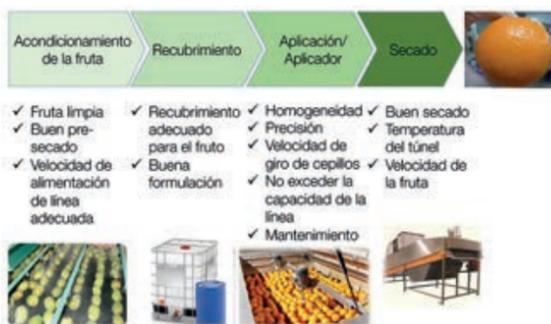 Acondicionamiento
de la fruta
Recubrimiento
Aplicación/
Aplicador
Secado
✓ Fruta limpia
✓ Buen pre-
secado
✓ Velocidad de
alimentación
de línea
adecuada
✓ Recubrimiento
adecuado
para el fruto
✓ Buena
formulación
✓ Homogeneidad
✓ Precisión
✓ Velocidad de
giro de cepillos
✓ No exceder la
capacidad de la
línea
✓ Mantenimiento
✓ Buen secado
✓ Temperatura
del túnel
✓ Velocidad de
la fruta